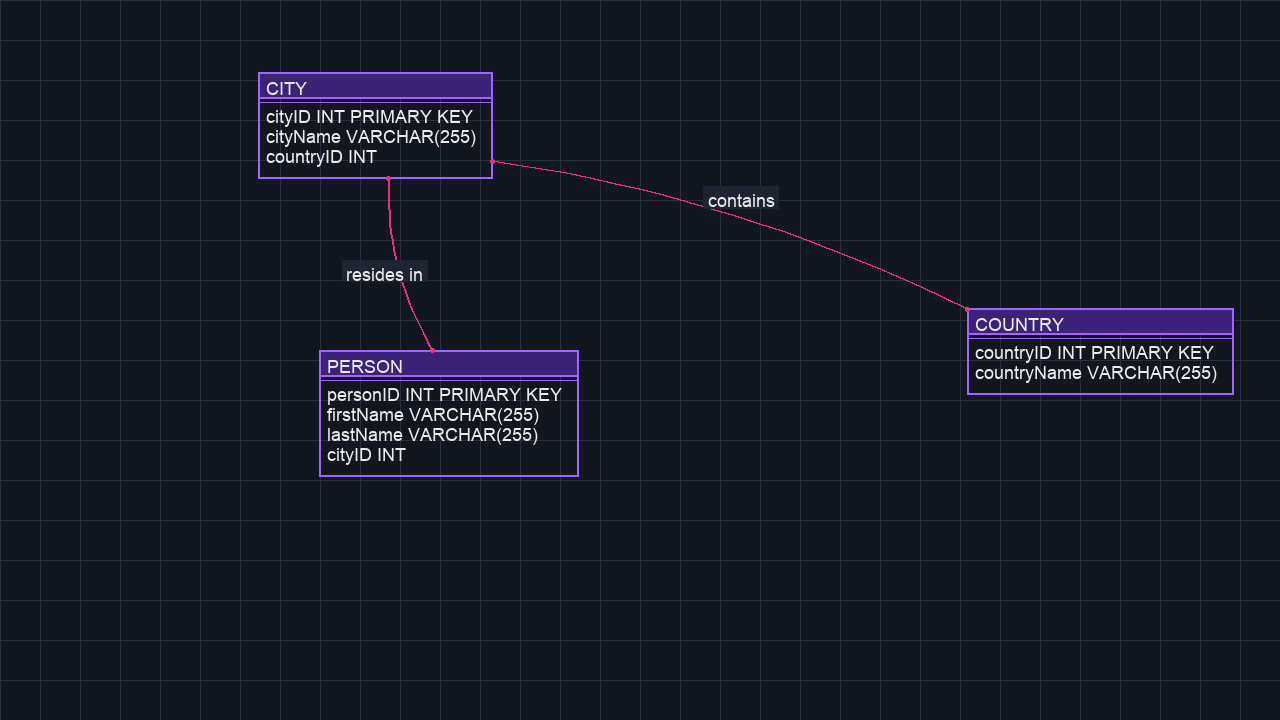 CITY
cityID INT PRIMARY KEY
cityName VARCHAR(255)
countryID INT
contains
resides in
COUNTRY
countryID INT PRIMARY KEY
countryName VARCHAR(255)
PERSON
personID INT PRIMARY KEY
firstName VARCHAR(255)
lastName VARCHAR(255)
cityID INT